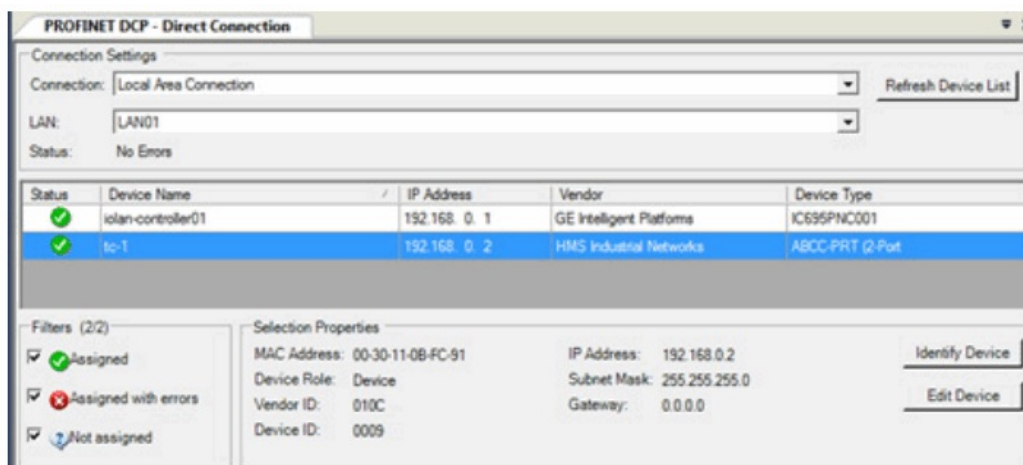 PROFINET DCP - Direct Connection
Connection Settings
Connection: Local Area Connection
Refresh Device List
LAN: LAN01
Status: No Errors
Status Device Name IP Address Vendor Device Type
iolan-controller01 192.168. 0. 1 GE Intelligent Platforms IC695PNC001
tc-1 192.168. 0. 2 HMS Industrial Networks ABCC-PRT (2-Port
Filters (2/2)
Assigned
Assigned with errors
Not assigned
Selection Properties
MAC Address: 00-30-11-0B-FC-91
Device Role: Device
Vendor ID: 010C
Device ID: 0009
IP Address: 192.168.0.2
Subnet Mask: 255.255.255.0
Gateway: 0.0.0.0
Identify Device
Edit Device